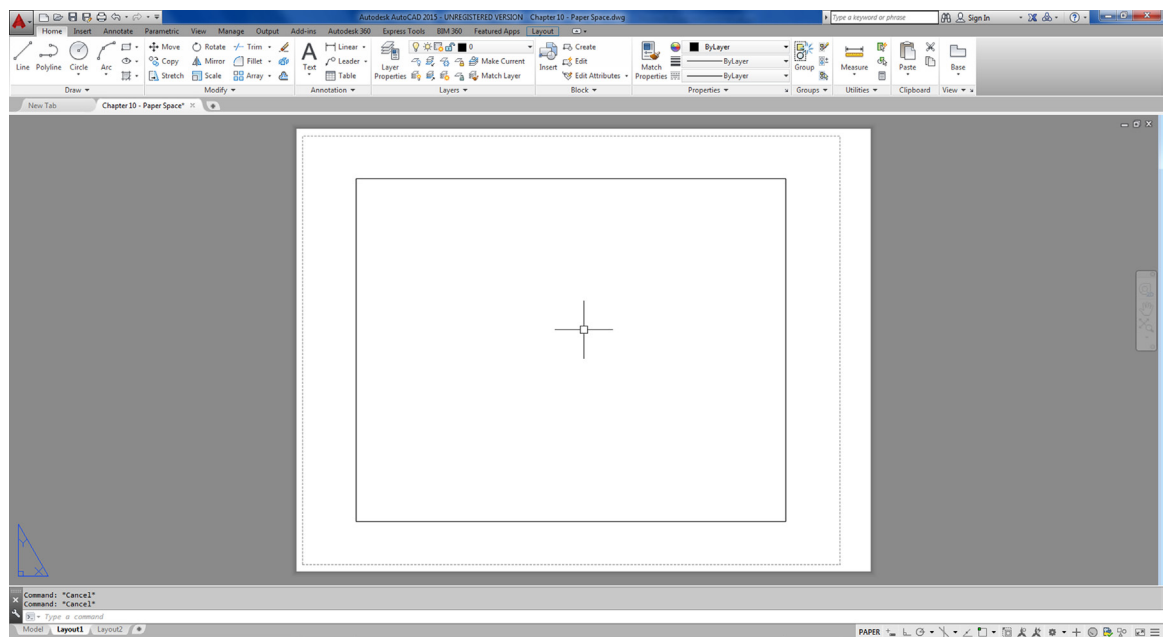 Autodesk AutoCAD 2015 - UNREGISTERED VERSION Chapter 10 - Paper Space.dwg
Type a keyword or phrase
Sign In
Home Insert Annotate Parametric View Manage Output Add-ins Autodesk 360 Express Tools BIM 360 Featured Apps Layout
Line Polyline Circle Arc
Move Rotate Trim
Copy Mirror Fillet
Stretch Scale Array
Text
Linear
Leader
Table
Layer Properties
0
Make Current
Match Layer
Insert
Create
Edit
Edit Attributes
Match Properties
ByLayer
ByLayer
ByLayer
Group
Measure
Paste
Base
Draw Modify Annotation Layers Block Properties Groups Utilities Clipboard View
New Tab Chapter 10 - Paper Space*
Y
X
Command: *Cancel*
Command: *Cancel*
Type a command
Model Layout1 Layout2
PAPER